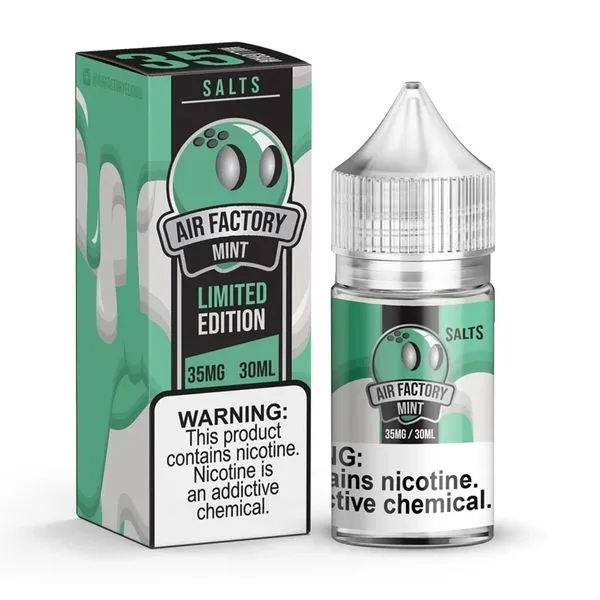 35
SALTS
AIR FACTORY
MINT
LIMITED
EDITION
35MG 30ML
WARNING:
This product
contains nicotine.
Nicotine is
an addictive
chemical.
SALTS
AIR FACTORY
MINT
35MG / 30ML
NG:
ains nicotine.
ctive chemical.